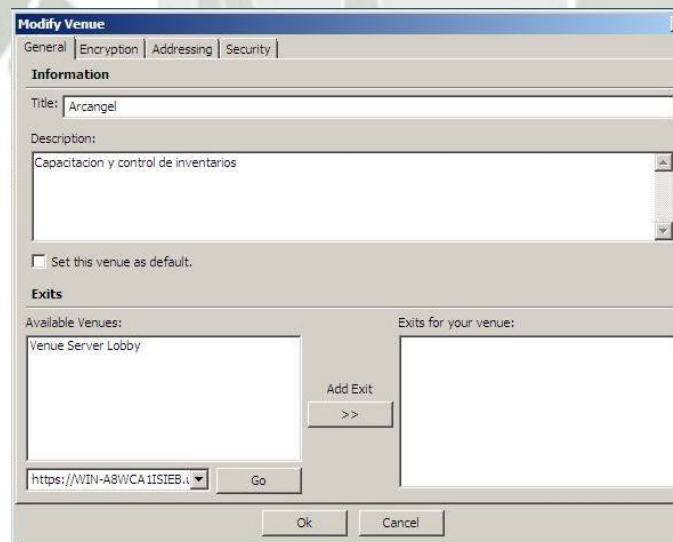 Modify Venue
General Encryption Addressing Security
Information
Title: Arcangel
Description:
Capacitacion y control de inventarios
Set this venue as default.
Exits
Available Venues:
Exits for your venue:
Venue Server Lobby
Add Exit
>>
https://WIN-A8WCA1ISIEB.u
Go
Ok Cancel